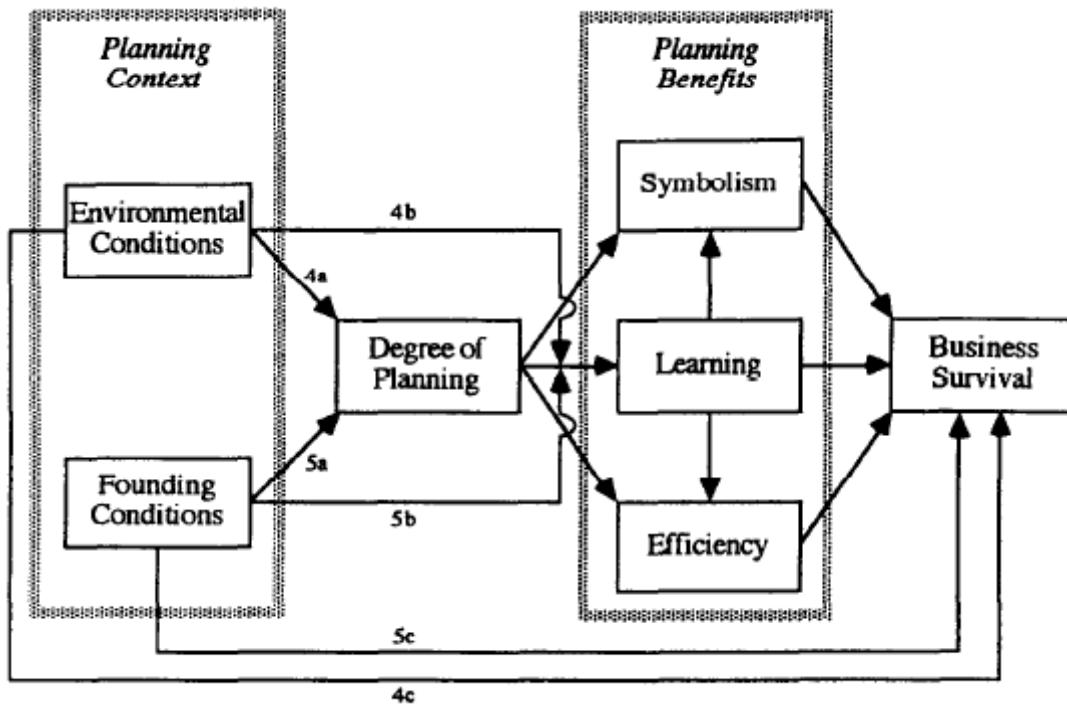 Planning
Context
Planning
Benefits
Symbolism
Environmental
Conditions
4b
4a
Degree of
Planning
Learning
Business
Survival
5a
Founding
Conditions
5b
Efficiency
5c
4c